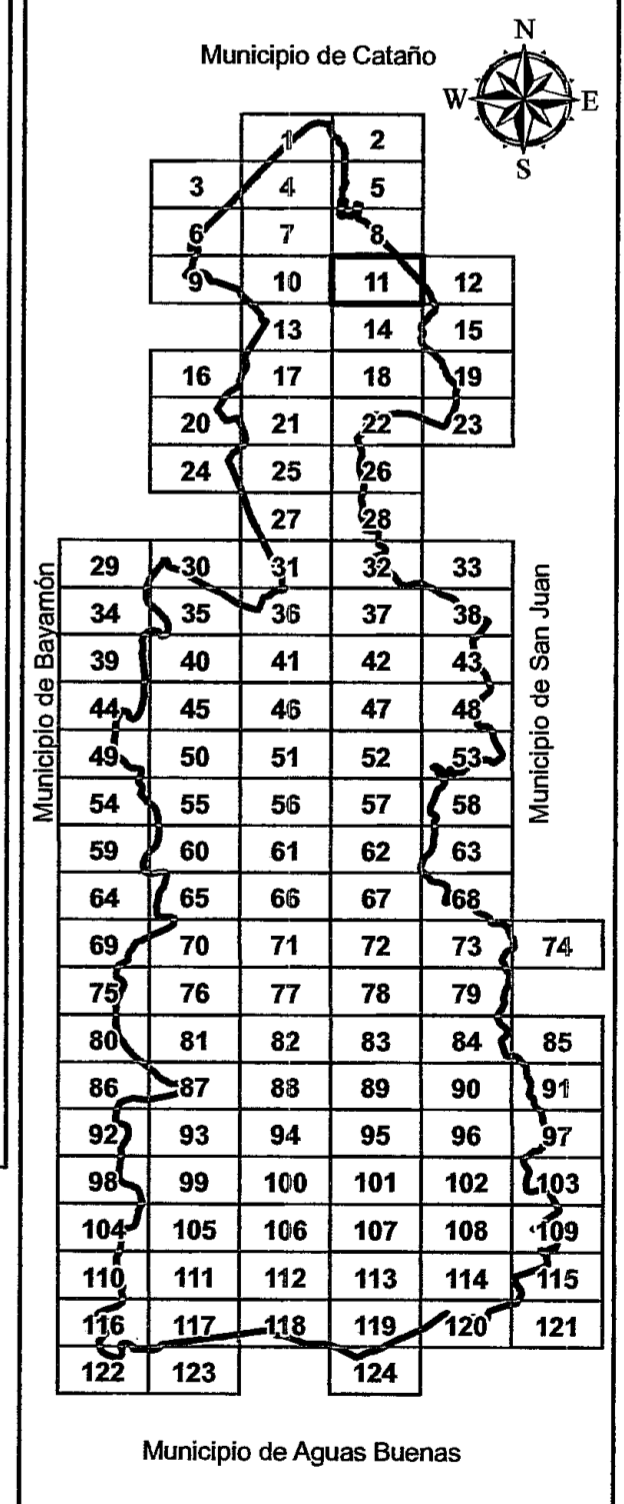 Municipio de Cataño
N
W E
S
1 2
3 4 5
6 7 8
9 10 11 12
13 14 15
16 17 18 19
20 21 22 23
24 25 26
27 28
29 30 31 32 33
34 35 36 37 38
39 40 41 42 43
44 45 46 47 48
49 50 51 52 53
54 55 56 57 58
59 60 61 62 63
64 65 66 67 68
69 70 71 72 73 74
75 76 77 78 79
80 81 82 83 84 85
86 87 88 89 90 91
92 93 94 95 96 97
98 99 100 101 102 103
104 105 106 107 108 109
110 111 112 113 114 115
116 117 118 119 120 121
122 123 124
Municipio de Bayamón
Municipio de San Juan
Municipio de Aguas Buenas